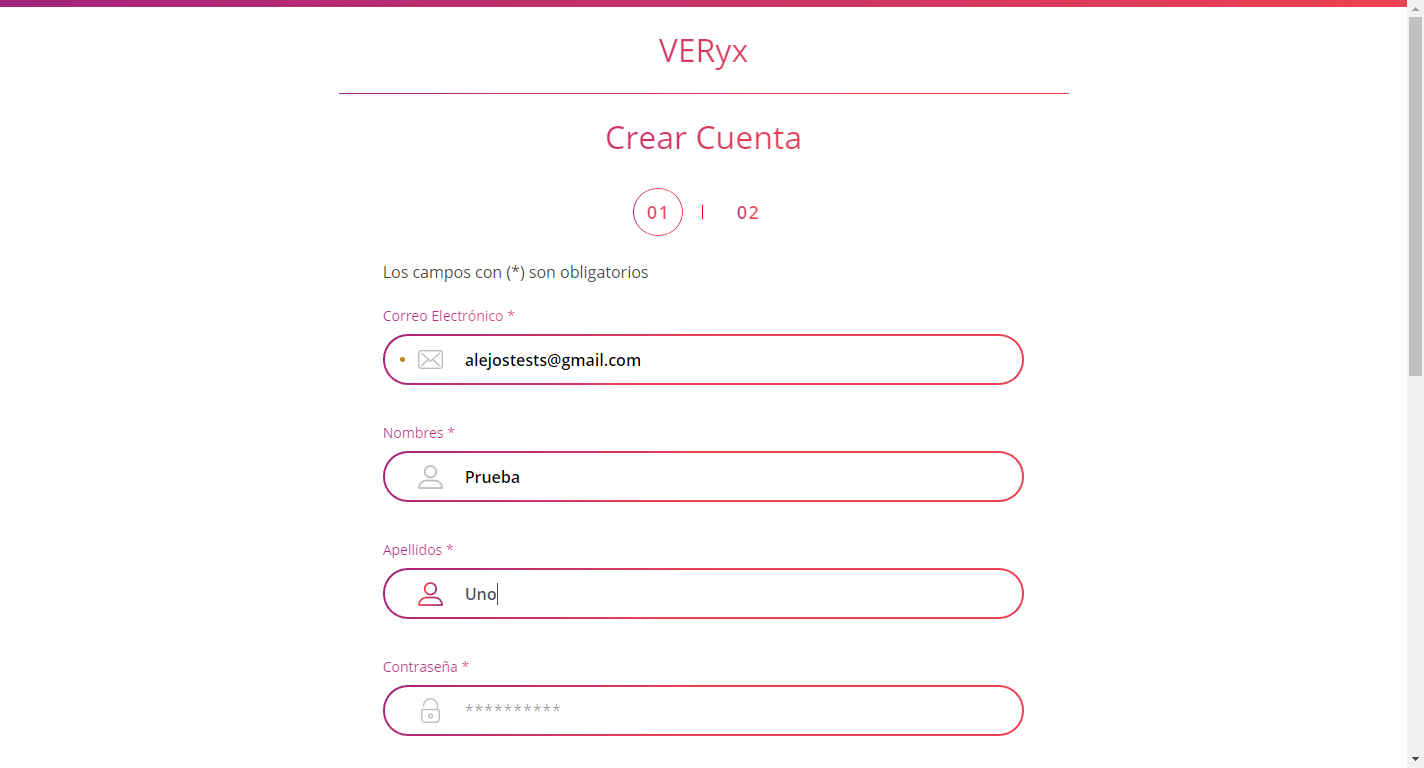 VERyx
Crear Cuenta
01 | 02
Los campos con (*) son obligatorios
Correo Electrónico *
alejostests@gmail.com
Nombres *
Prueba
Apellidos *
Uno
Contraseña *
**********